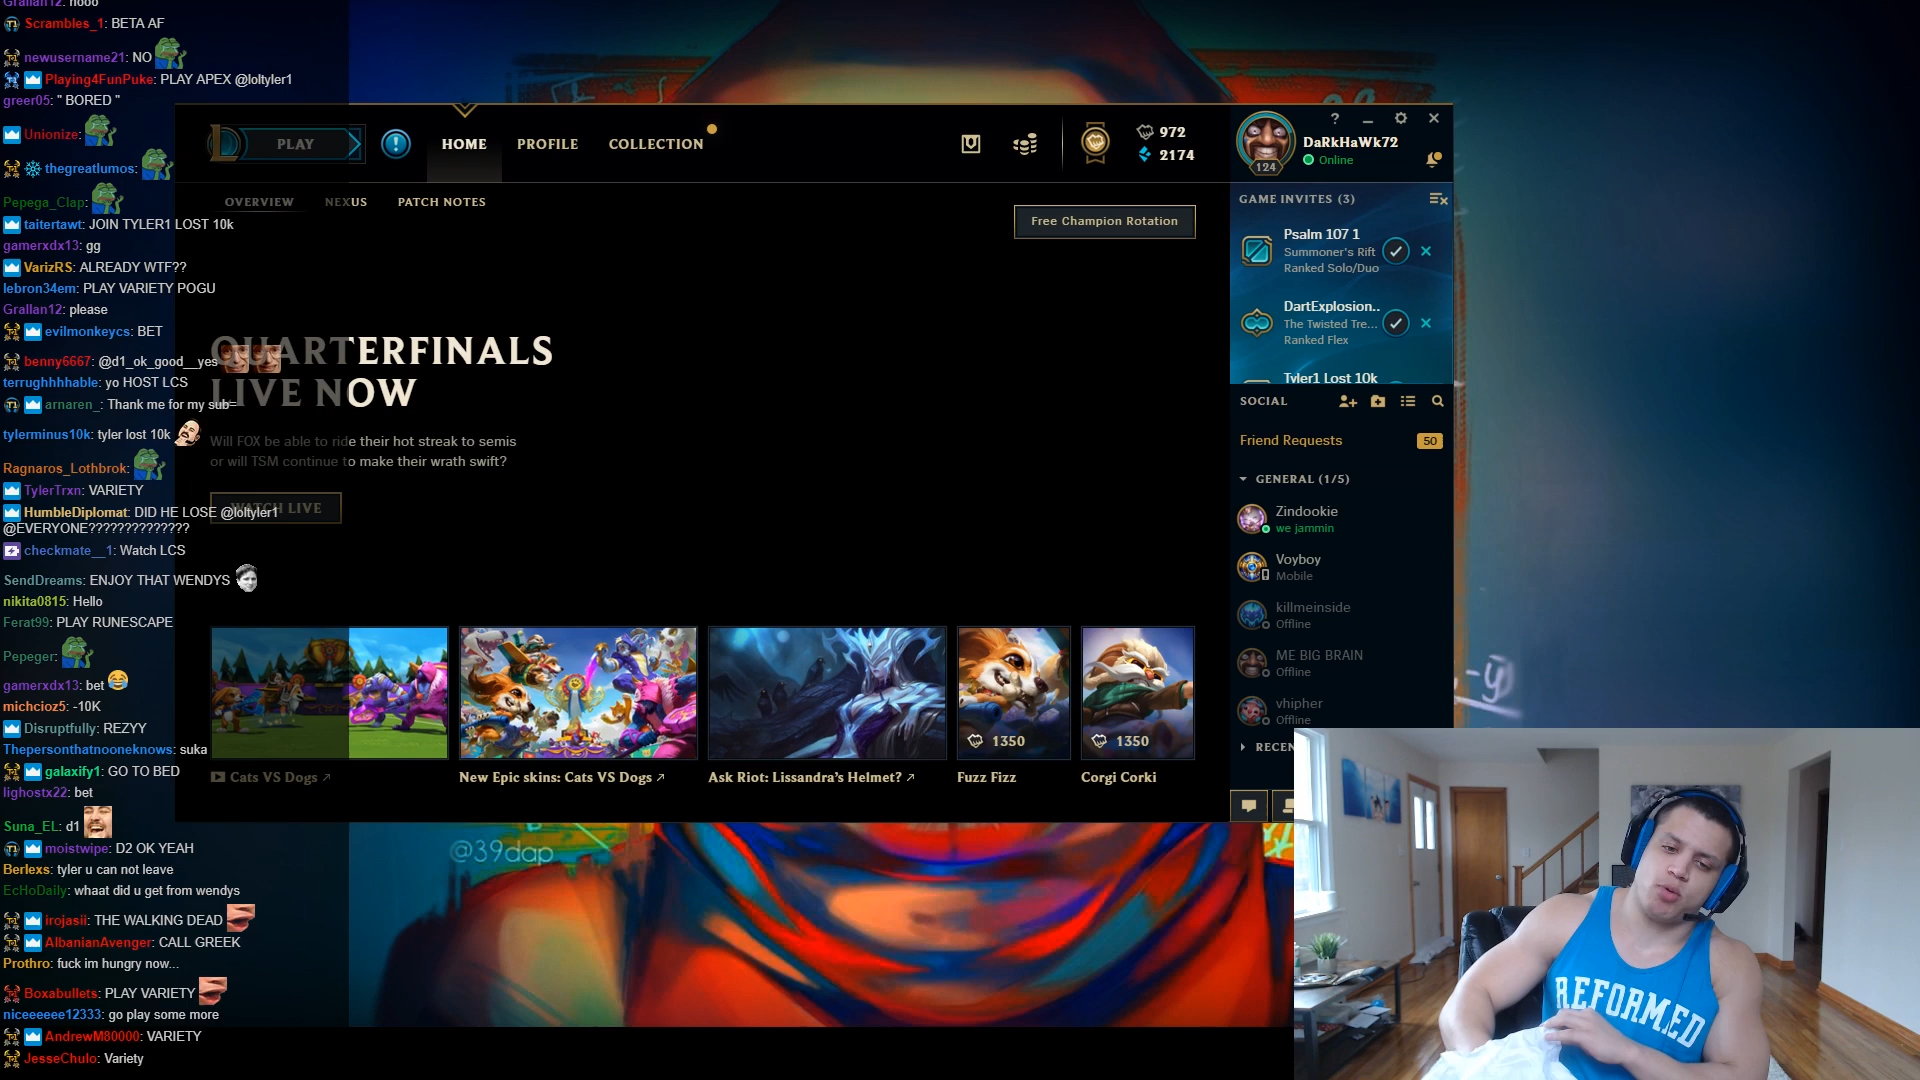 Grallan12: nooo
Scrambles_1: BETA AF
newusername21: NO
Playing4FunPuke: PLAY APEX @loltyler1
greer05: " BORED "
Unionize:
thegreatlumos:
Pepega_Clap:
taitertawt: JOIN TYLER1 LOST 10k
gamerxdx13: gg
VarizRS: ALREADY WTF??
lebron34em: PLAY VARIETY POGU
Grallan12: please
evilmonkeycs: BET
benny6667: @d1_ok_good__yes
terrughhhhable: yo HOST LCS
arnaren_: Thank me for my sub=
tylerminus10k: tyler lost 10k
Ragnaros_Lothbrok:
TylerTrxn: VARIETY
HumbleDiplomat: DID HE LOSE @loltyler1
@EVERYONE??????????????
checkmate__1: Watch LCS
SendDreams: ENJOY THAT WENDYS
nikita0815: Hello
Ferat99: PLAY RUNESCAPE
Pepeger:
gamerxdx13: bet
michcioz5: -10K
Disruptfully: REZYY
Thepersonthatnooneknows: suka
galaxify1: GO TO BED
lighostx22: bet
Suna_EL: d1
moistwipe: D2 OK YEAH
Berlexs: tyler u can not leave
EcHoDaily: whaat did u get from wendys
irojasii: THE WALKING DEAD
AlbanianAvenger: CALL GREEK
Prothro: fuck im hungry now...
Boxabullets: PLAY VARIETY
niceeeeee12333: go play some more
AndrewM80000: VARIETY
JesseChulo: Variety
PLAY
HOME
PROFILE
COLLECTION
972
2174
OVERVIEW
NEXUS
PATCH NOTES
Free Champion Rotation
QUARTERFINALS
LIVE NOW
Will FOX be able to ride their hot streak to semis
or will TSM continue to make their wrath swift?
WATCH LIVE
Cats VS Dogs
New Epic skins: Cats VS Dogs
Ask Riot: Lissandra's Helmet?
1350
Fuzz Fizz
1350
Corgi Corki
?
124
DaRkHaWk72
Online
GAME INVITES (3)
Psalm 107 1
Summoner's Rift
Ranked Solo/Duo
DartExplosion..
The Twisted Tre...
Ranked Flex
Tyler1 Lost 10k
SOCIAL
Friend Requests
50
GENERAL (1/5)
Zindookie
we jammin
Voyboy
Mobile
killmeinside
Offline
ME BIG BRAIN
Offline
vhipher
Offline
RECEN
@39dap
-y
REFORMED